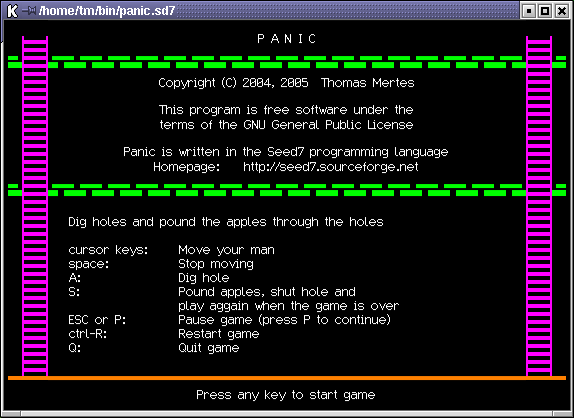 /home/tm/bin/panic.sd7
P A N I C
Copyright (C) 2004, 2005 Thomas Mertes
This program is free software under the
terms of the GNU General Public License
Panic is written in the Seed7 programming language
Homepage: http://seed7.sourceforge.net
Dig holes and pound the apples through the holes
cursor keys: Move your man
space: Stop moving
A: Dig hole
S: Pound apples, shut hole and
play aggain when the game is over
ESC or P: Pause game (press P to continue)
ctrl-R: Restart game
Q: Quit game
Press any key to start game